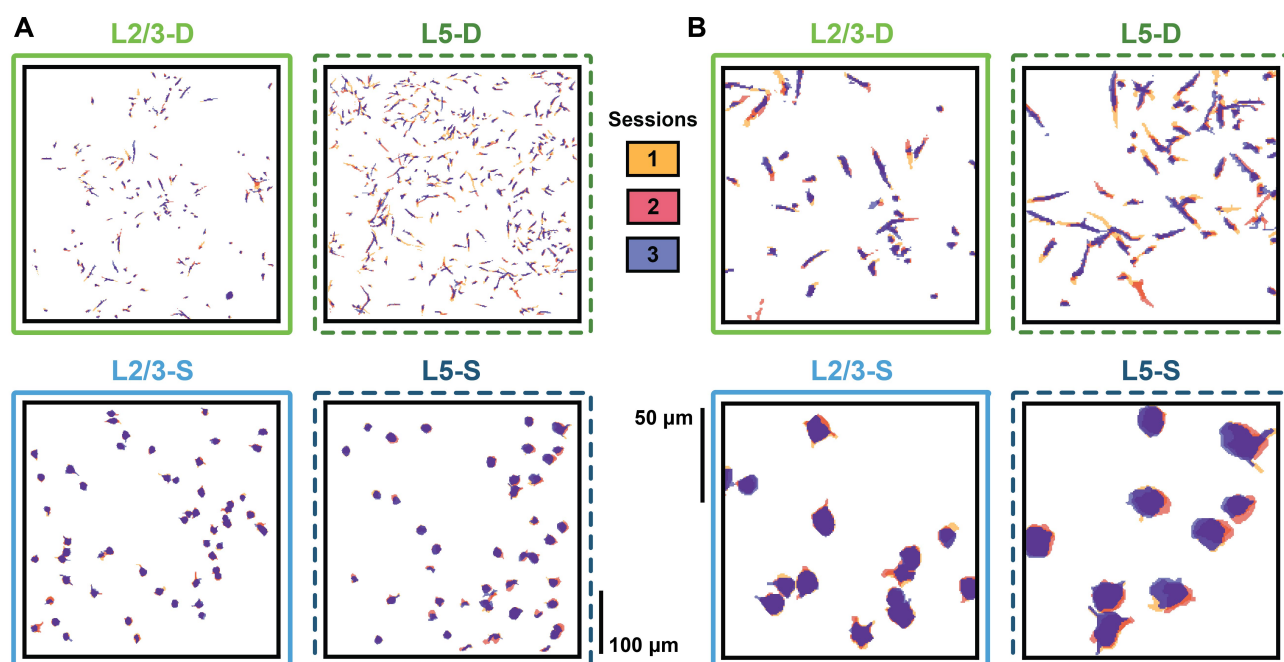 A
L2/3-D
L5-D
Sessions
1
2
3
L2/3-S
L5-S
100 µm
B
L2/3-D
L5-D
50 µm
L2/3-S
L5-S